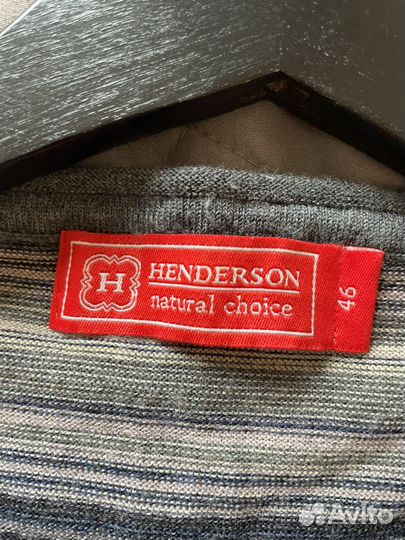 H HENDERSON
natural choice
46
Avito